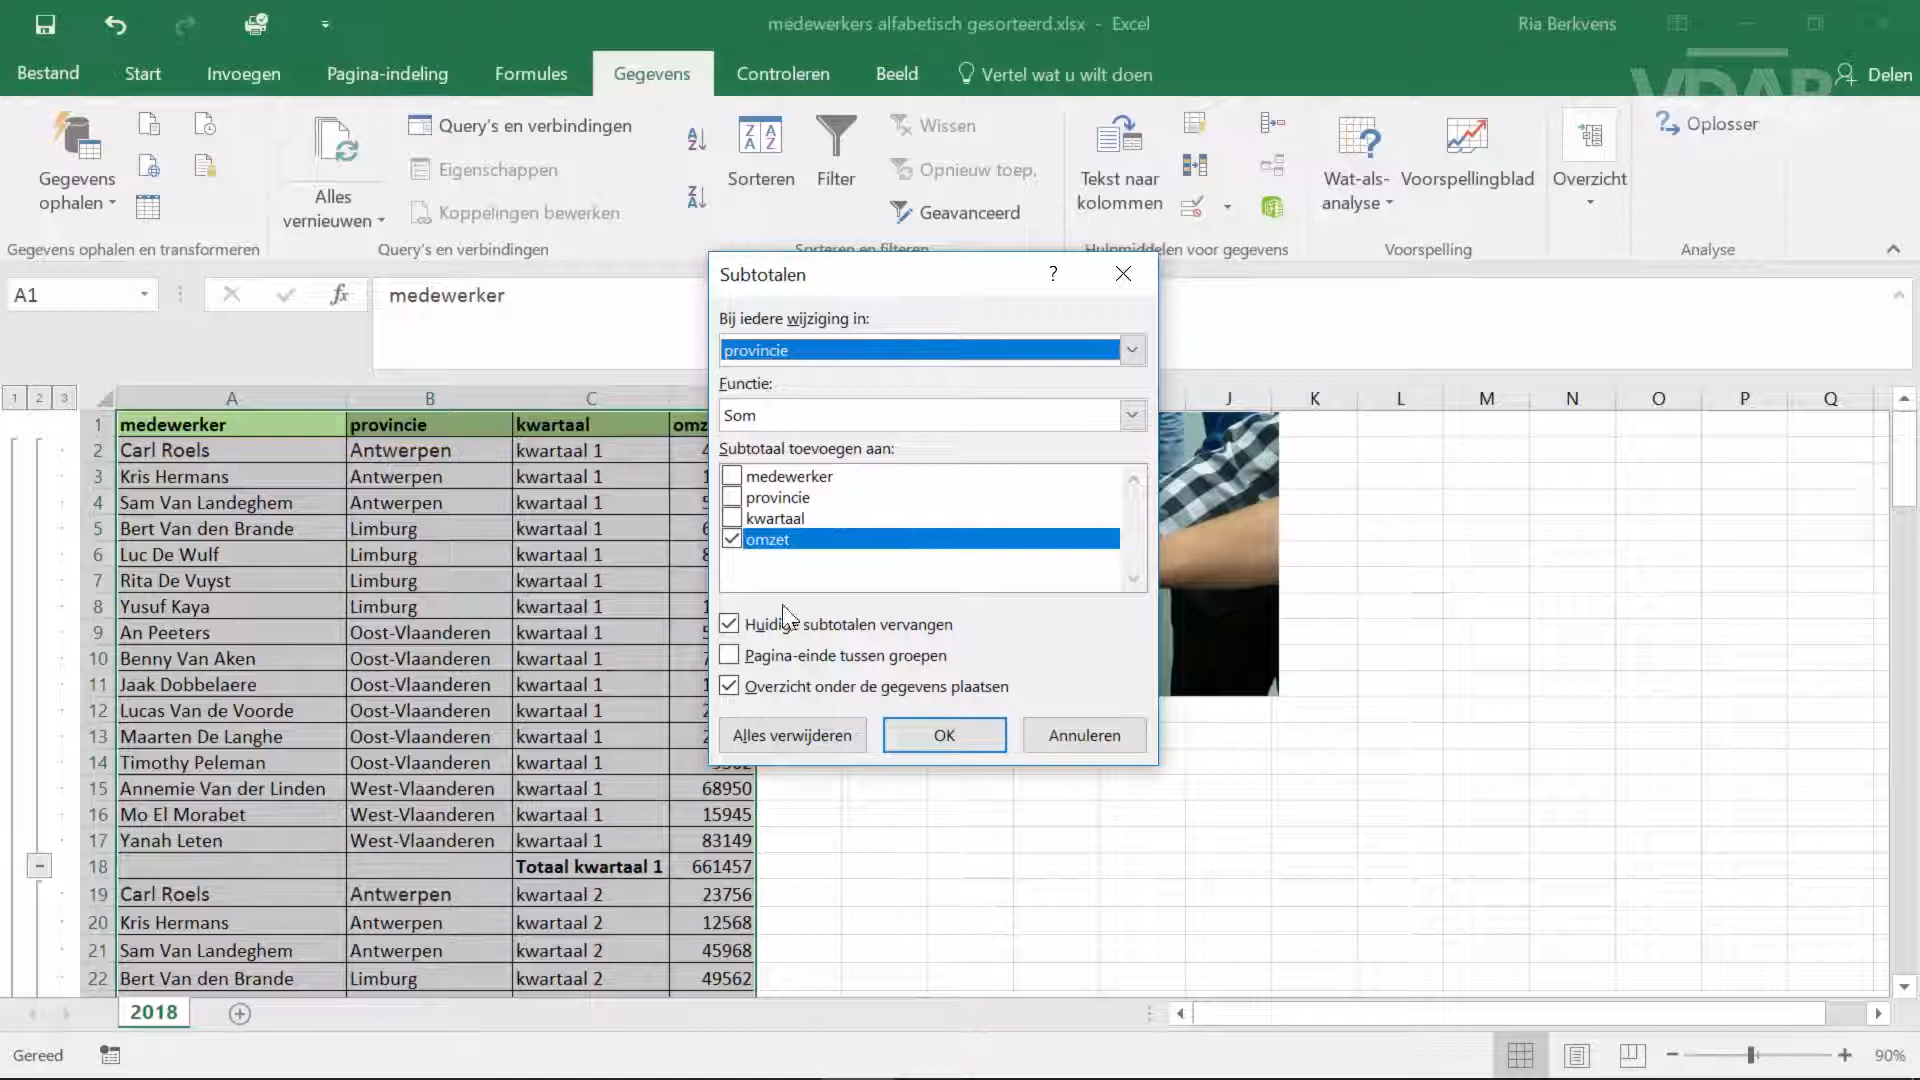 medewerkers alfabetisch gesorteerd.xlsx - Excel
Ria Berkvens
Bestand Start Invoegen Pagina-indeling Formules Gegevens Controleren Beeld Vertel wat u wilt doen Delen
VDAB
Gegevens ophalen
Alles vernieuwen
Query's en verbindingen
Eigenschappen
Koppelingen bewerken
Sorteren
Filter
Wissen
Opnieuw toep.
Geavanceerd
Tekst naar kolommen
Wat-als-analyse
Voorspellingblad
Overzicht
Oplosser
Gegevens ophalen en transformeren
Query's en verbindingen
Sorteren en filteren
Hulpmiddelen voor gegevens
Voorspelling
Analyse
A1
fx
medewerker
Subtotalen ?
Bij iedere wijziging in:
provincie
Functie:
Som
Subtotaal toevoegen aan:
medewerker
provincie
kwartaal
omzet
Huidige subtotalen vervangen
Pagina-einde tussen groepen
Overzicht onder de gegevens plaatsen
Alles verwijderen OK Annuleren
1 2 3
A B C J K L M N O P Q
1 medewerker provincie kwartaal
2 Carl Roels Antwerpen kwartaal 1
3 Kris Hermans Antwerpen kwartaal 1
4 Sam Van Landeghem Antwerpen kwartaal 1
5 Bert Van den Brande Limburg kwartaal 1
6 Luc De Wulf Limburg kwartaal 1
7 Rita De Vuyst Limburg kwartaal 1
8 Yusuf Kaya Limburg kwartaal 1
9 An Peeters Oost-Vlaanderen kwartaal 1
10 Benny Van Aken Oost-Vlaanderen kwartaal 1
11 Jaak Dobbelaere Oost-Vlaanderen kwartaal 1
12 Lucas Van de Voorde Oost-Vlaanderen kwartaal 1
13 Maarten De Langhe Oost-Vlaanderen kwartaal 1
14 Timothy Peleman Oost-Vlaanderen kwartaal 1
15 Annemie Van der Linden West-Vlaanderen kwartaal 1 68950
16 Mo El Morabet West-Vlaanderen kwartaal 1 15945
17 Yanah Leten West-Vlaanderen kwartaal 1 83149
18 Totaal kwartaal 1 661457
19 Carl Roels Antwerpen kwartaal 2 23756
20 Kris Hermans Antwerpen kwartaal 2 12568
21 Sam Van Landeghem Antwerpen kwartaal 2 45968
22 Bert Van den Brande Limburg kwartaal 2 49562
2018
Gereed
90%